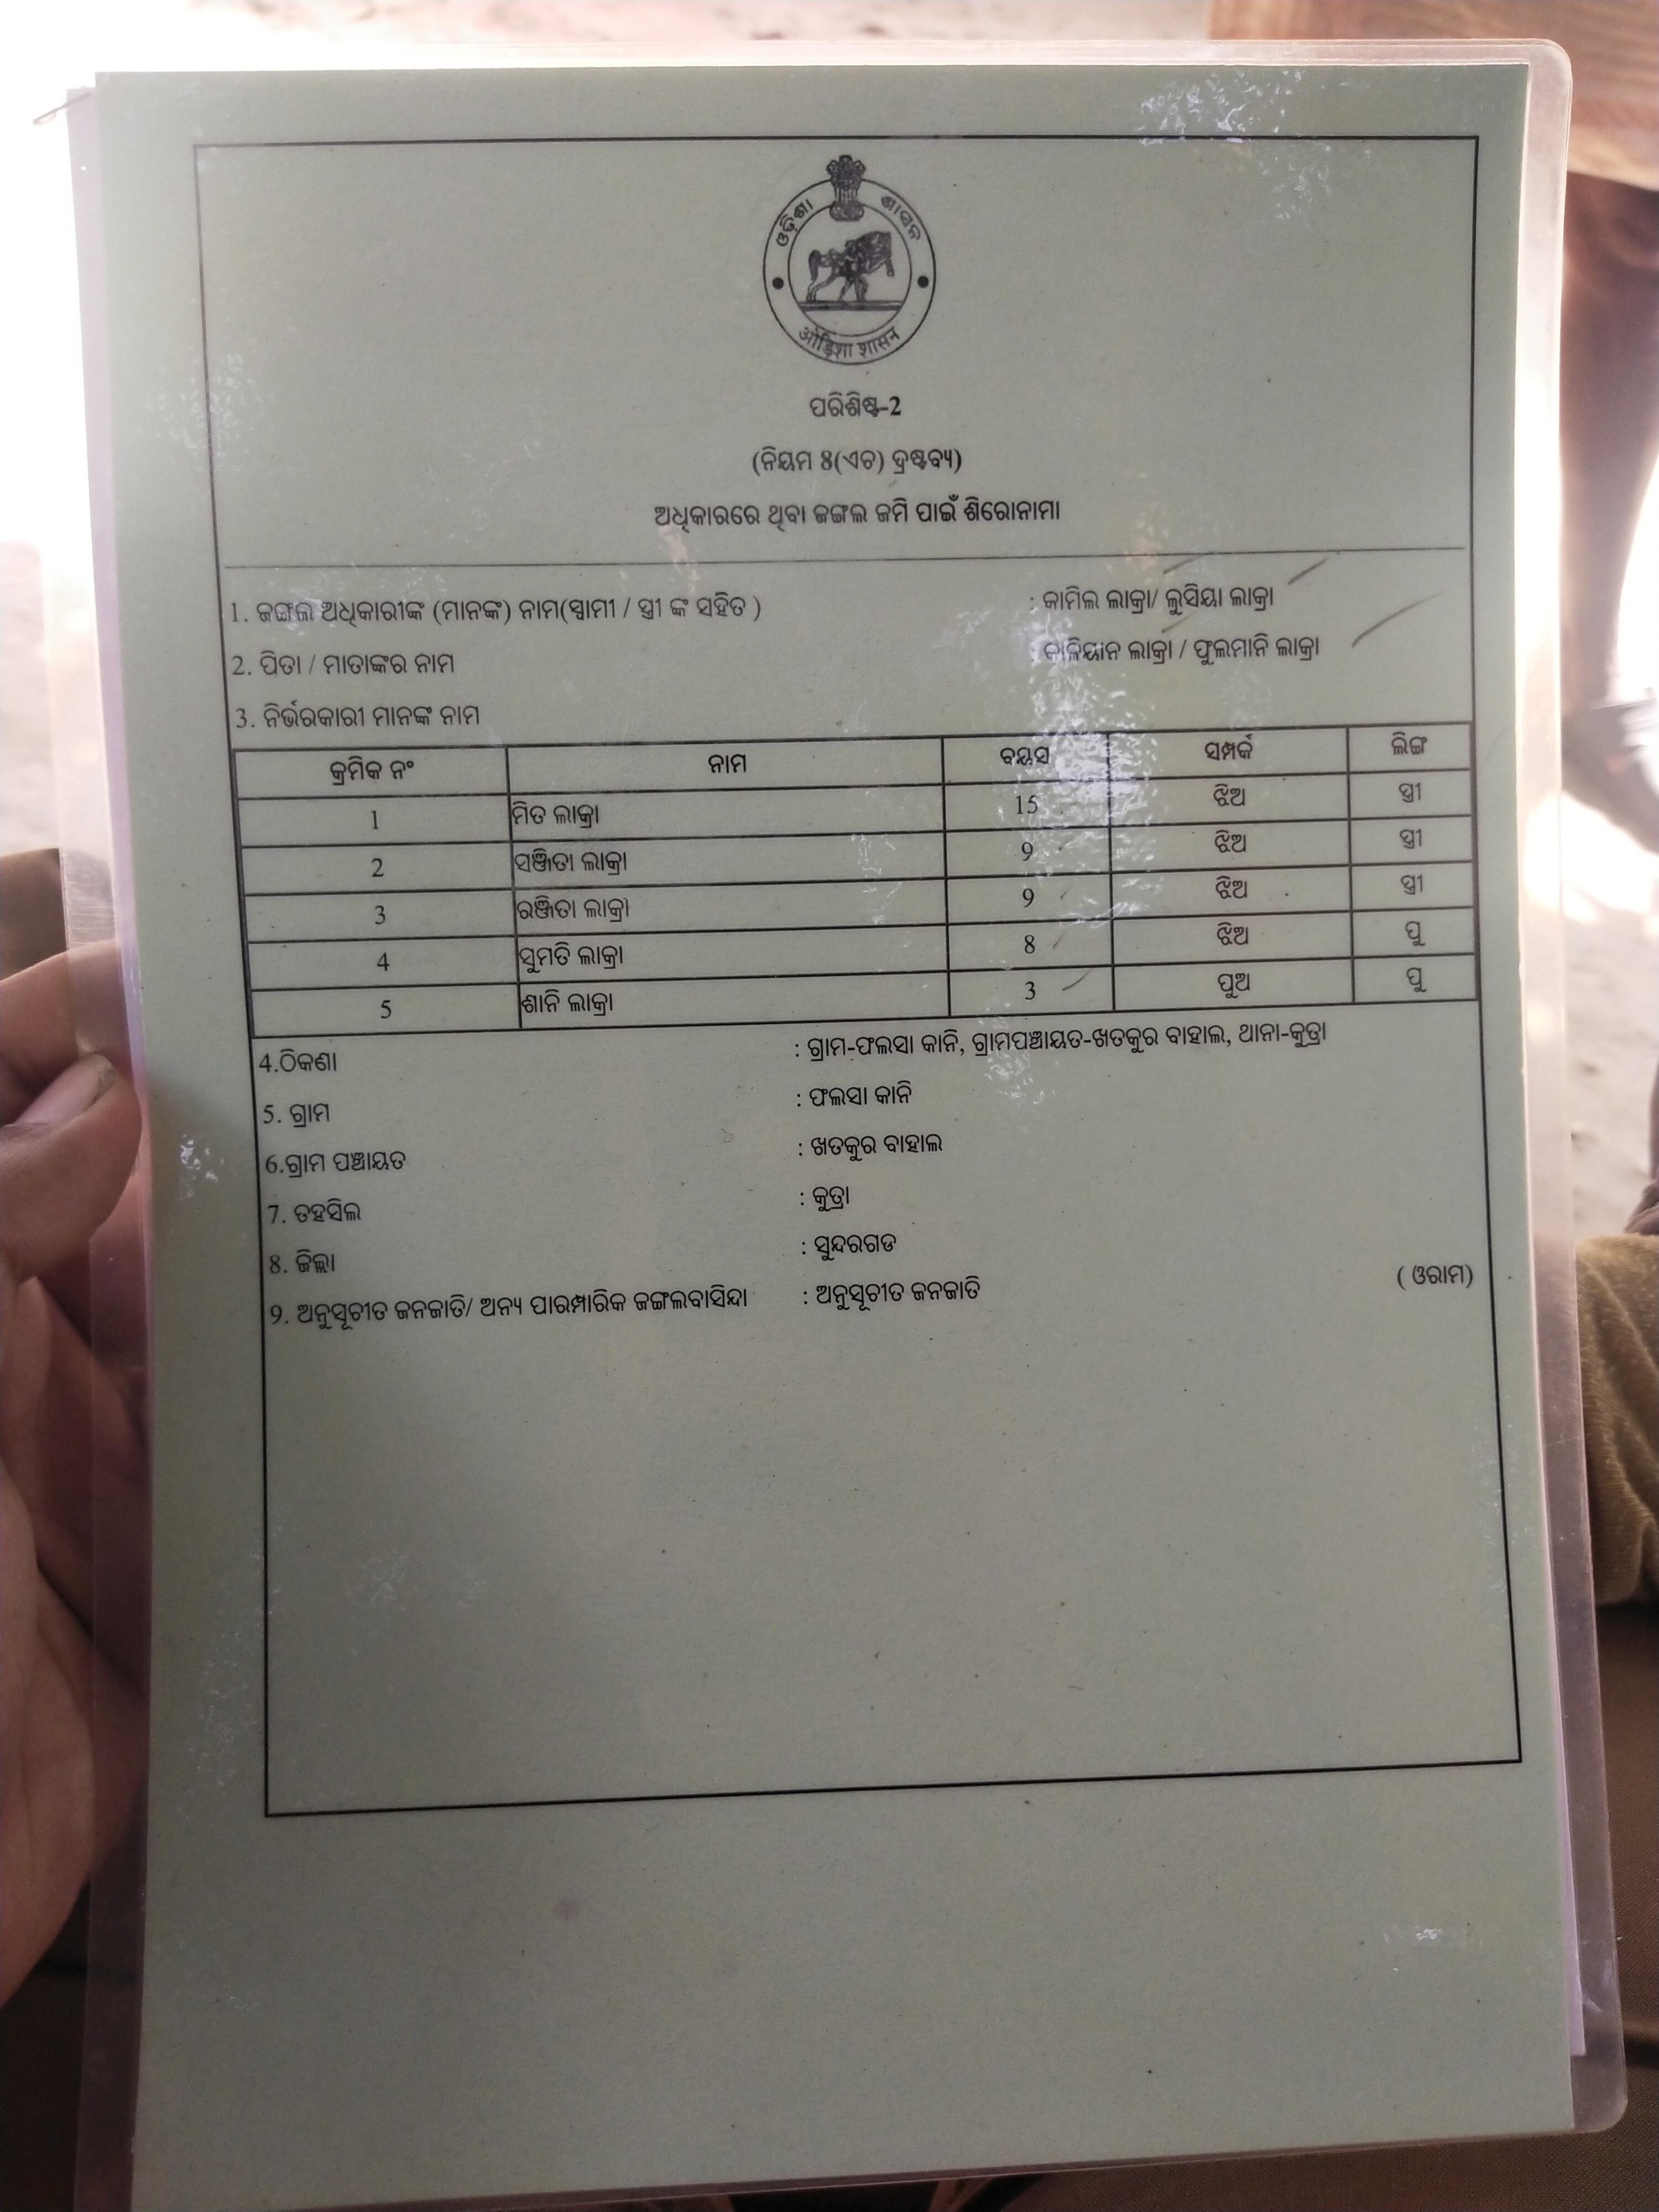 ଓଡ଼ିଶା ଶାସନ
ओड़िशा शासन
ପରିଶିଷ୍ଟ-2
(ନିୟମ 8(ଏଚ) ଦ୍ରଷ୍ଟବ୍ୟ)
ଅଧିକାରରେ ଥିବା ଜଙ୍ଗଲ ଜମି ପାଇଁ ଶିରୋନାମା
1. ଜଙ୍ଗଲ ଅଧିକାରୀଙ୍କ (ମାନଙ୍କ) ନାମ(ସ୍ୱାମୀ / ସ୍ତ୍ରୀ ଙ୍କ ସହିତ ) : କାମିଲ ଲାକ୍ରା/ ଲୁସିୟା ଲାକ୍ରା
2. ପିତା / ମାତାଙ୍କର ନାମ : କାଳିୟାନ ଲାକ୍ରା / ଫୁଲମାନି ଲାକ୍ରା
3. ନିର୍ଭରକାରୀ ମାନଙ୍କ ନାମ
କ୍ରମିକ ନଂ ନାମ ବୟସ ସମ୍ପର୍କ ଲିଙ୍ଗ
1 ମିତ ଲାକ୍ରା 15 ଝିଅ ସ୍ତ୍ରୀ
2 ସଞ୍ଜିତା ଲାକ୍ରା 9 ଝିଅ ସ୍ତ୍ରୀ
3 ରଞ୍ଜିତା ଲାକ୍ରା 9 ଝିଅ ସ୍ତ୍ରୀ
4 ସୁମତି ଲାକ୍ରା 8 ଝିଅ ପୁ
5 ଶାନି ଲାକ୍ରା 3 ପୁଅ ପୁ
4.ଠିକଣା : ଗ୍ରାମ-ଫଲସା କାନି, ଗ୍ରାମପଞ୍ଚାୟତ-ଖତକୁର ବାହାଲ, ଥାନା-କୁତ୍ରା
5. ଗ୍ରାମ : ଫଲସା କାନି
6.ଗ୍ରାମ ପଞ୍ଚାୟତ : ଖତକୁର ବାହାଲ
7. ତହସିଲ : କୁତ୍ରା
8. ଜିଲ୍ଲା : ସୁନ୍ଦରଗଡ
9. ଅନୁସୂଚୀତ ଜନଜାତି/ ଅନ୍ୟ ପାରମ୍ପାରିକ ଜଙ୍ଗଲବାସିନ୍ଦା : ଅନୁସୂଚୀତ ଜନଜାତି ( ଓରାମ)